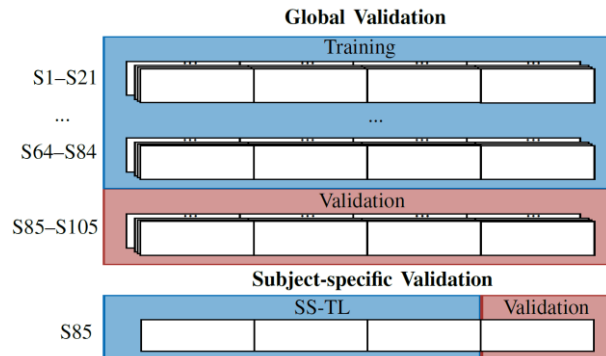 Global Validation
Training
S1–S21
...
...
S64–S84
Validation
S85–S105
Subject-specific Validation
SS-TL Validation
S85